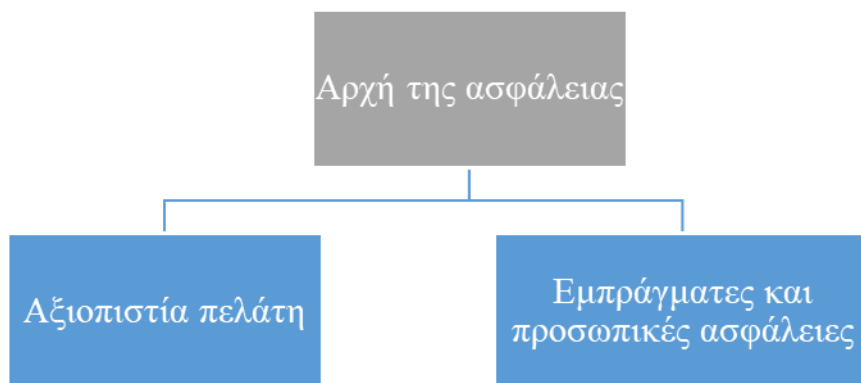 Αρχή της ασφάλειας
Αξιοπιστία πελάτη
Εμπράγματες και
προσωπικές ασφάλειες